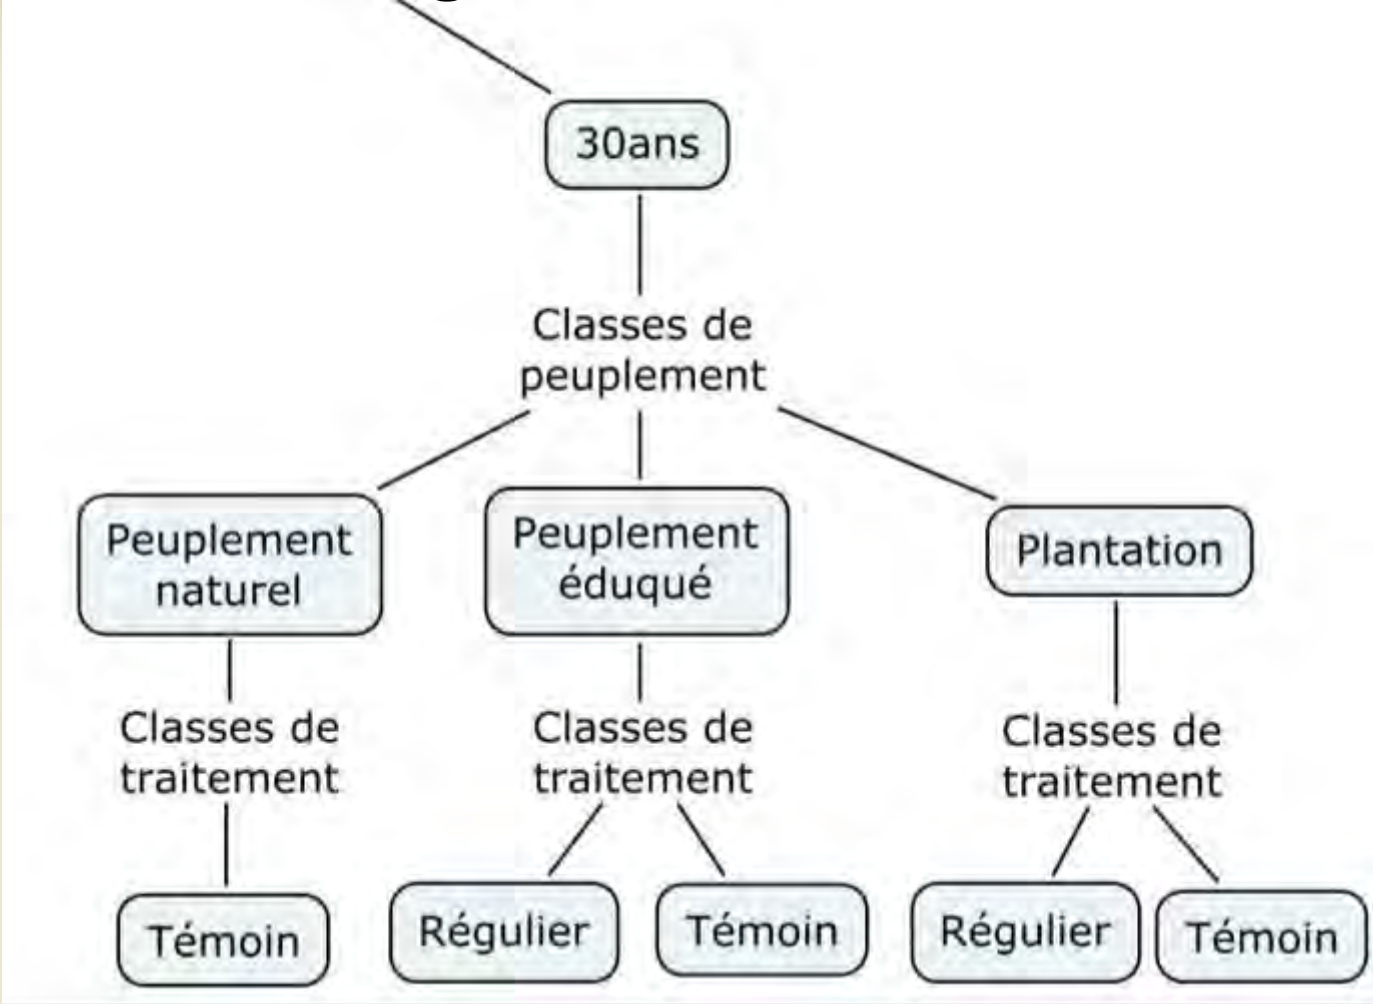 30ans
Classes de
peuplement
Peuplement
naturel
Peuplement
éduqué
Plantation
Classes de
traitement
Classes de
traitement
Classes de
traitement
Témoin
Régulier
Témoin
Régulier
Témoin